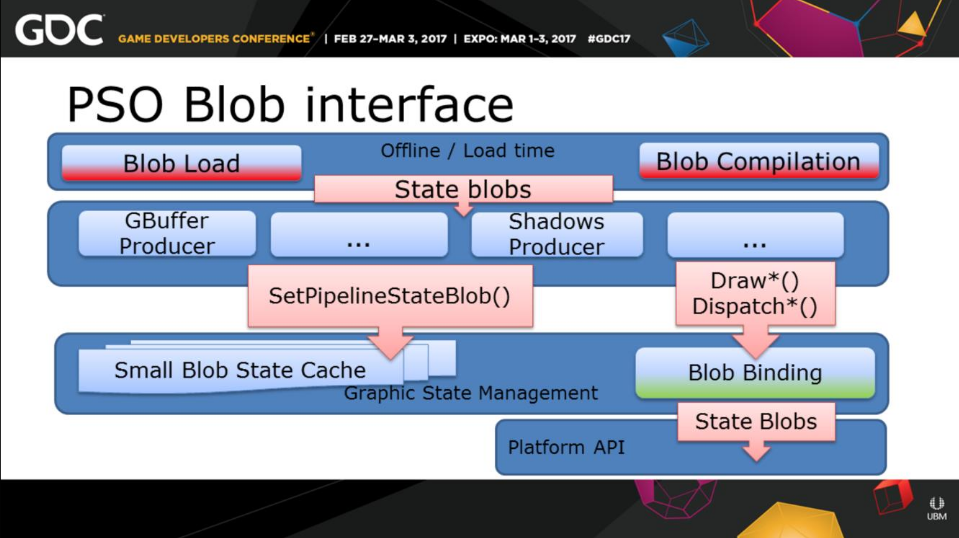 GDC GAME DEVELOPERS CONFERENCE® | FEB 27–MAR 3, 2017 | EXPO: MAR 1–3, 2017 #GDC17
PSO Blob interface
Offline / Load time
Blob Load
Blob Compilation
State blobs
GBuffer
Producer
...
Shadows
Producer
...
SetPipelineStateBlob()
Draw*()
Dispatch*()
Small Blob State Cache
Graphic State Management
Blob Binding
State Blobs
Platform API
UBM